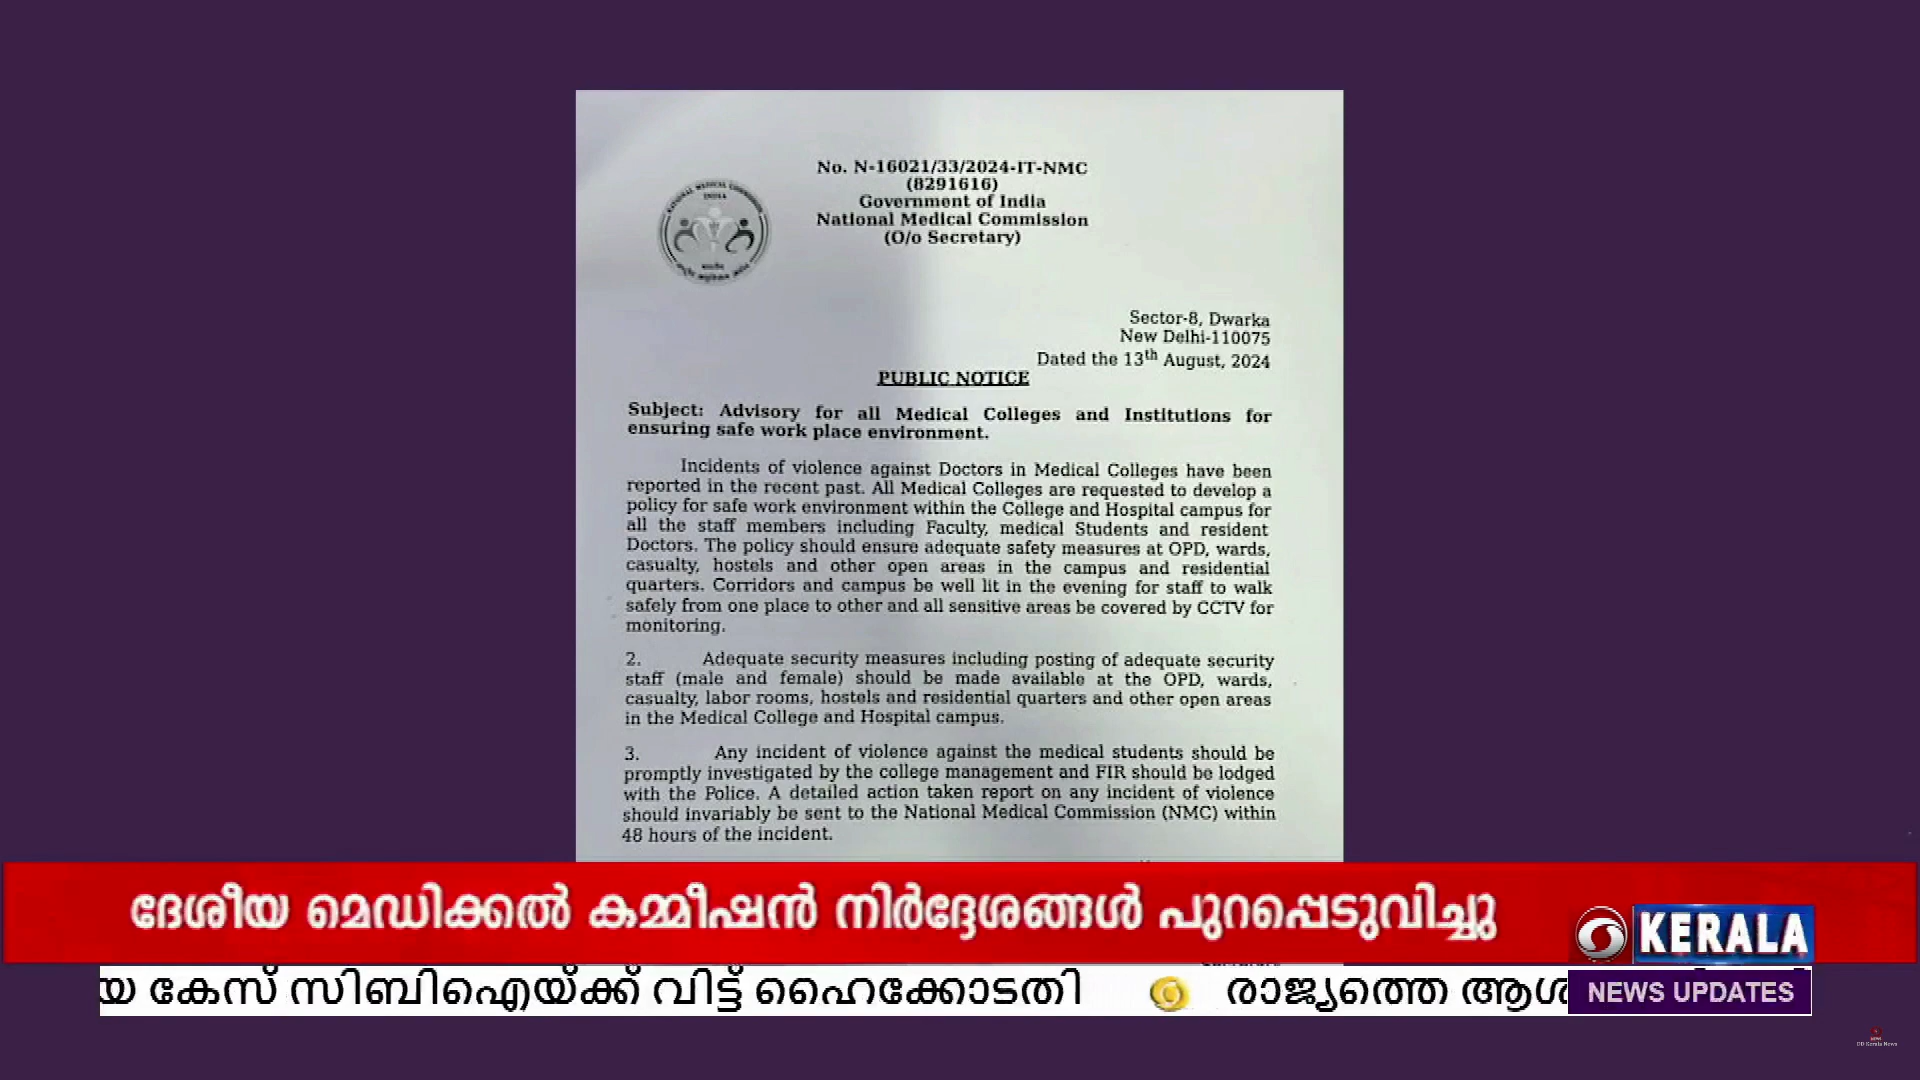 No. N-16021/33/2024-IT-NMC
(8291616)
Government of India
National Medical Commission
(O/o Secretary)
NATIONAL MEDICAL COMMISSION
INDIA
Sector-8, Dwarka
New Delhi-110075
Dated the 13th August, 2024
PUBLIC NOTICE
Subject: Advisory for all Medical Colleges and Institutions for
ensuring safe work place environment.
Incidents of violence against Doctors in Medical Colleges have been
reported in the recent past. All Medical Colleges are requested to develop a
policy for safe work environment within the College and Hospital campus for
all the staff members including Faculty, medical Students and resident
Doctors. The policy should ensure adequate safety measures at OPD, wards,
casualty, hostels and other open areas in the campus and residential
quarters. Corridors and campus be well lit in the evening for staff to walk
safely from one place to other and all sensitive areas be covered by CCTV for
monitoring.
2. Adequate security measures including posting of adequate security
staff (male and female) should be made available at the OPD, wards,
casualty, labor rooms, hostels and residential quarters and other open areas
in the Medical College and Hospital campus.
3. Any incident of violence against the medical students should be
promptly investigated by the college management and FIR should be lodged
with the Police. A detailed action taken report on any incident of violence
should invariably be sent to the National Medical Commission (NMC) within
48 hours of the incident.
ദേശീയ മെഡിക്കൽ കമ്മീഷൻ നിർദ്ദേശങ്ങൾ പുറപ്പെടുവിച്ചു
KERALA
യ കേസ് സിബിഐയ്ക്ക് വിട്ട് ഹൈക്കോടതി രാജ്യത്തെ ആശ
NEWS UPDATES
DD Kerala News